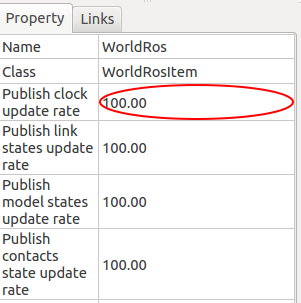 Property Links
Name WorldRos
Class WorldRosItem
Publish clock
update rate 100.00
Publish link
states update
rate 100.00
Publish
model states
update rate 100.00
Publish
contacts
state update
rate 100.00